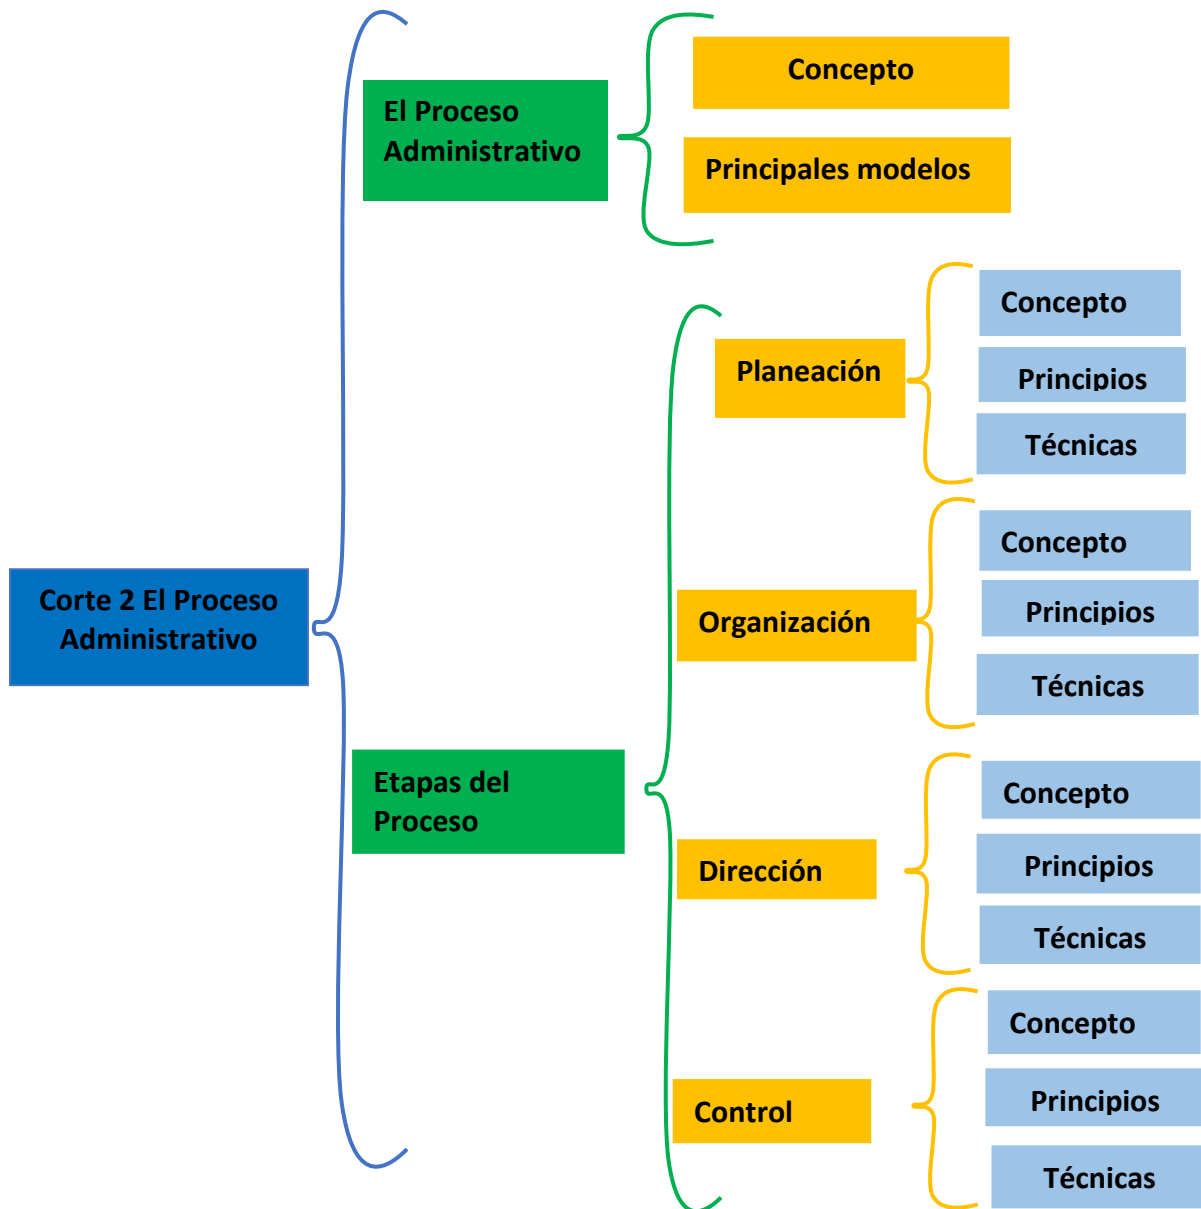 Corte 2 El Proceso
Administrativo
El Proceso
Administrativo
Concepto
Principales modelos
Etapas del
Proceso
Planeación
Concepto
Principios
Técnicas
Organización
Concepto
Principios
Técnicas
Dirección
Concepto
Principios
Técnicas
Control
Concepto
Principios
Técnicas